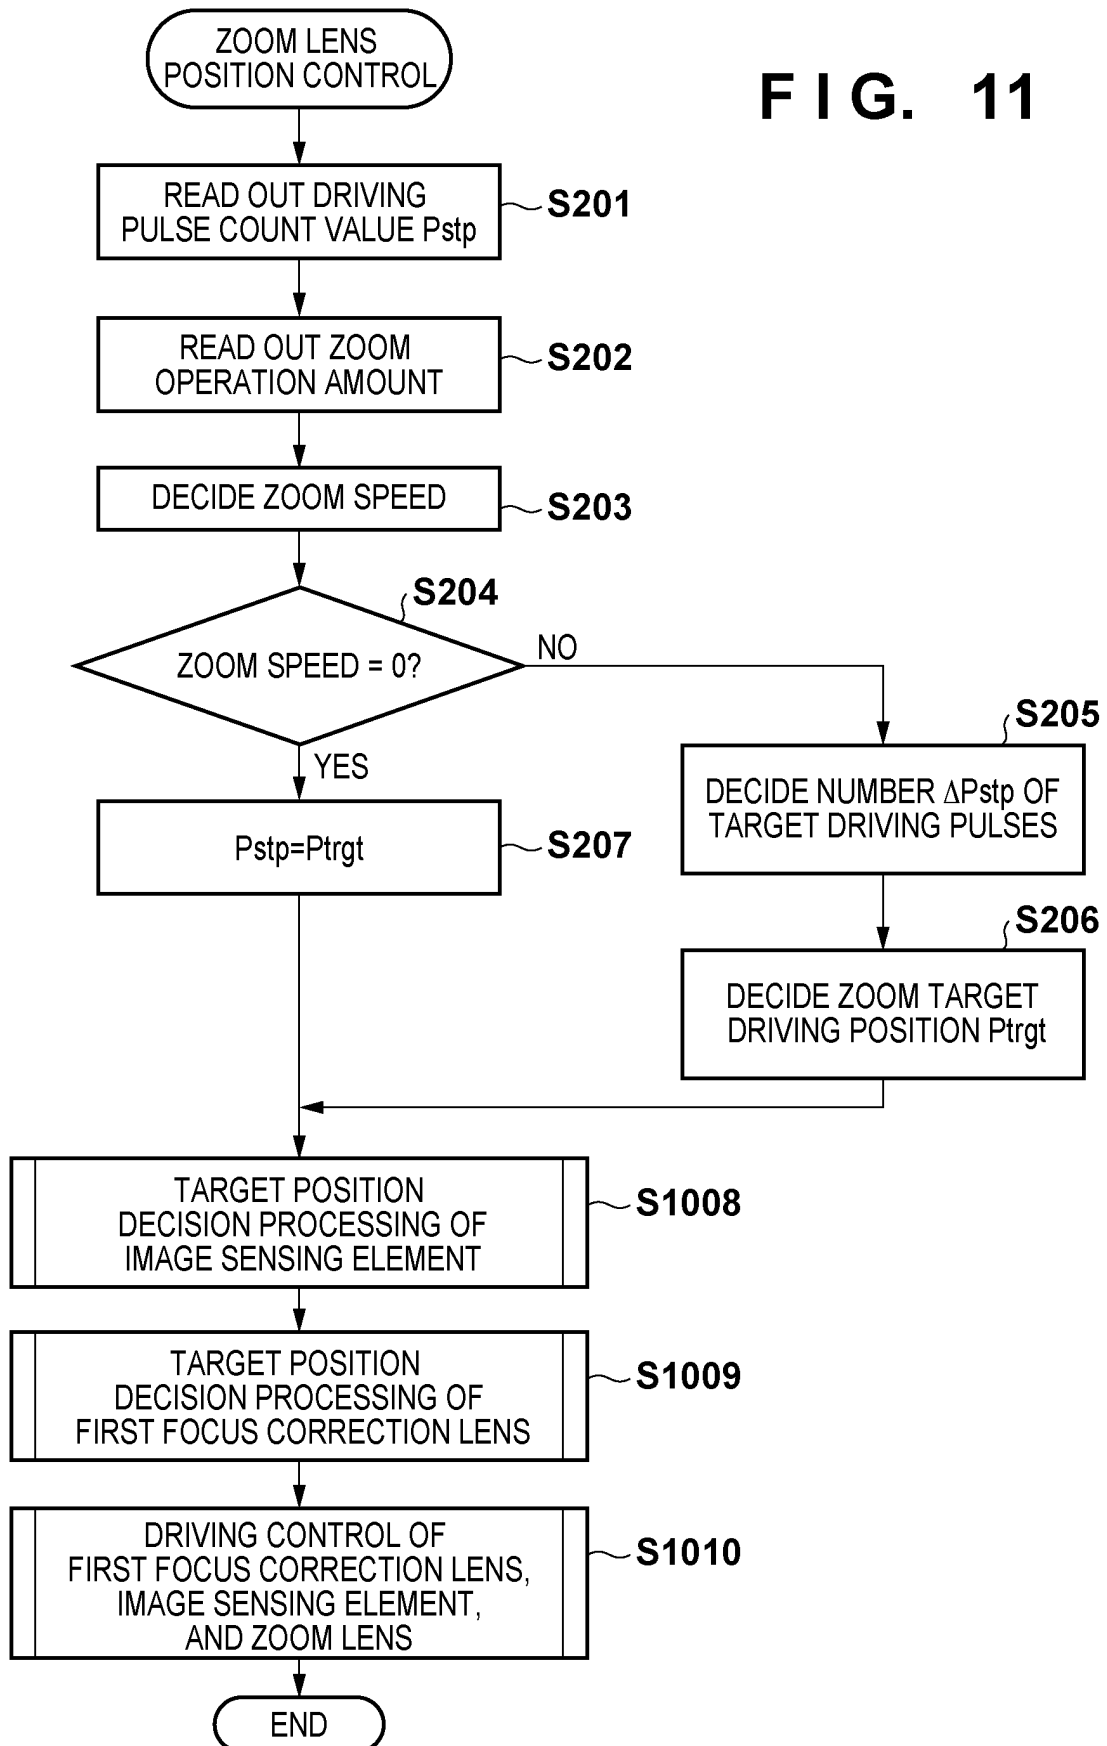 ZOOM LENS
POSITION CONTROL
FIG. 11
READ OUT DRIVING
PULSE COUNT VALUE Pstp
S201
READ OUT ZOOM
OPERATION AMOUNT
S202
DECIDE ZOOM SPEED
S203
S204
ZOOM SPEED = 0?
NO
YES
S205
DECIDE NUMBER ΔPstp OF
TARGET DRIVING PULSES
Pstp=Ptrgt
S207
S206
DECIDE ZOOM TARGET
DRIVING POSITION Ptrgt
TARGET POSITION
DECISION PROCESSING OF
IMAGE SENSING ELEMENT
S1008
TARGET POSITION
DECISION PROCESSING OF
FIRST FOCUS CORRECTION LENS
S1009
DRIVING CONTROL OF
FIRST FOCUS CORRECTION LENS,
IMAGE SENSING ELEMENT,
AND ZOOM LENS
S1010
END